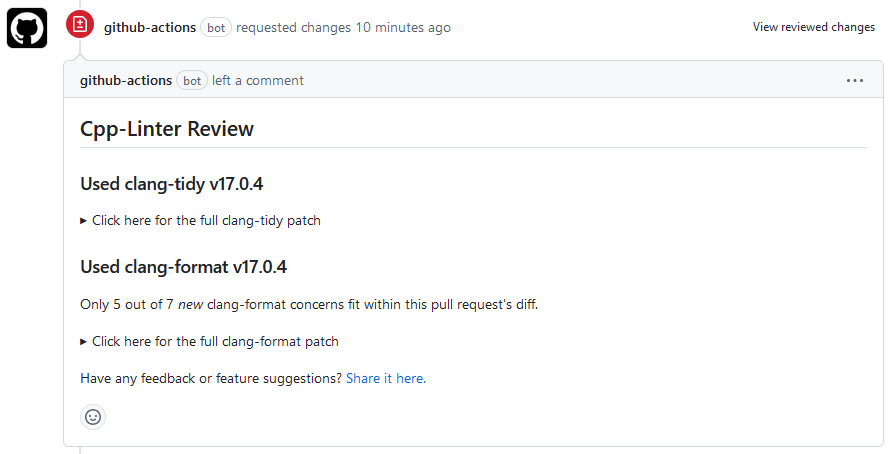 github-actions bot requested changes 10 minutes ago View reviewed changes
github-actions bot left a comment ...
Cpp-Linter Review
Used clang-tidy v17.0.4
▸ Click here for the full clang-tidy patch
Used clang-format v17.0.4
Only 5 out of 7 new clang-format concerns fit within this pull request's diff.
▸ Click here for the full clang-format patch
Have any feedback or feature suggestions? Share it here.